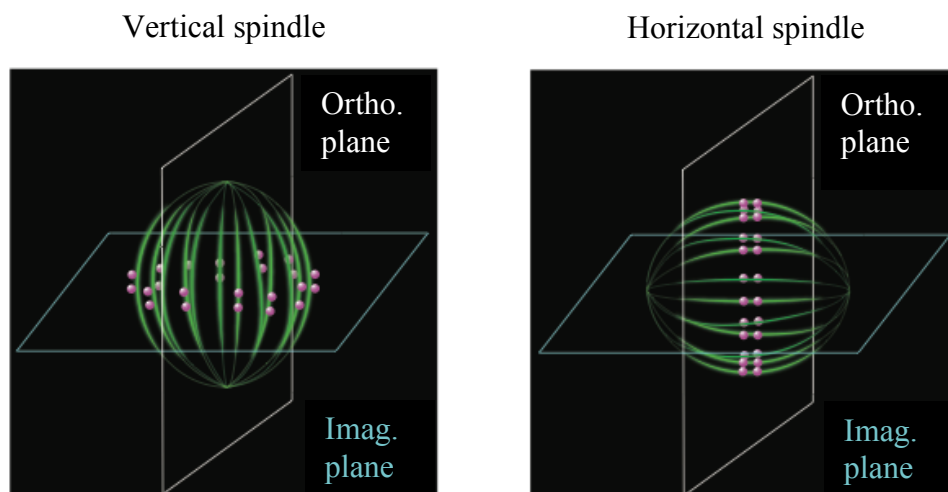 Vertical spindle
Horizontal spindle
Ortho.
plane
Imag.
plane
Ortho.
plane
Imag.
plane